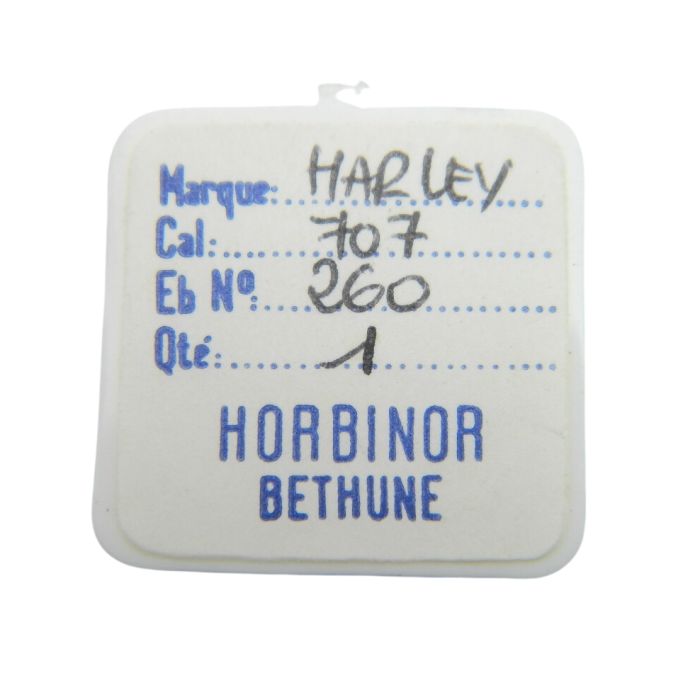 Marque: HARLEY
Cal: 707
Eb Nº: 260
Qté: 1
HORBINOR
BETHUNE